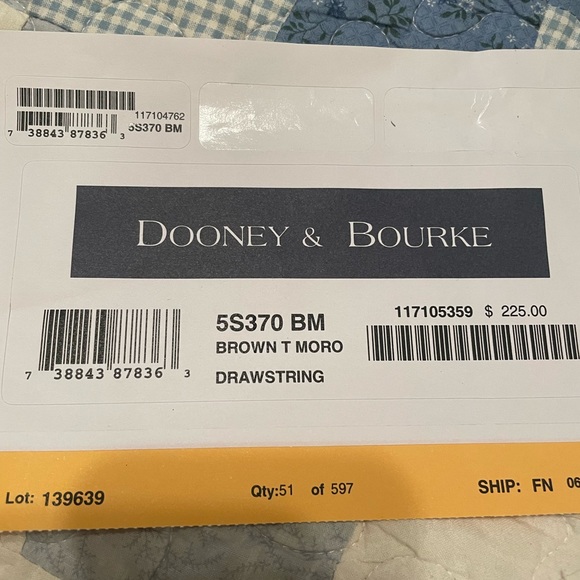 117104762
7 38843 87836 3
5S370 BM
DOONEY & BOURKE
5S370 BM
117105359 $ 225.00
BROWN T MORO
7 38843 87836 3
DRAWSTRING
Lot: 139639
Qty:51 of 597
SHIP: FN 06